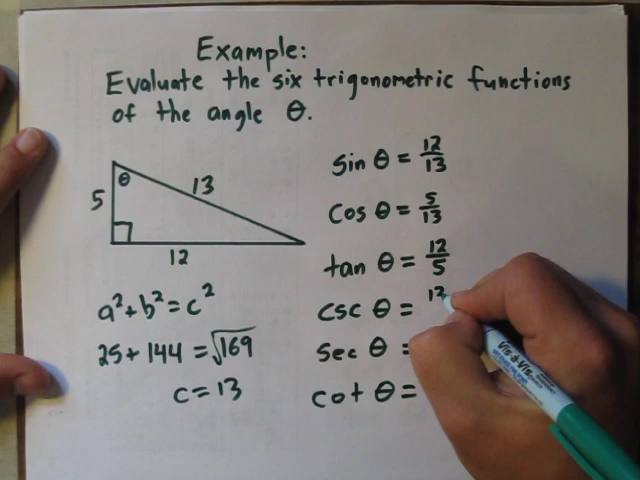 Example:
Evaluate the six trigonometric functions
of the angle θ.
θ
5
13
12
a² + b² = c²
25 + 144 = √169
c = 13
sin θ = 12/13
cos θ = 5/13
tan θ = 12/5
csc θ =
sec θ =
cot θ =
Vis-à-Vis